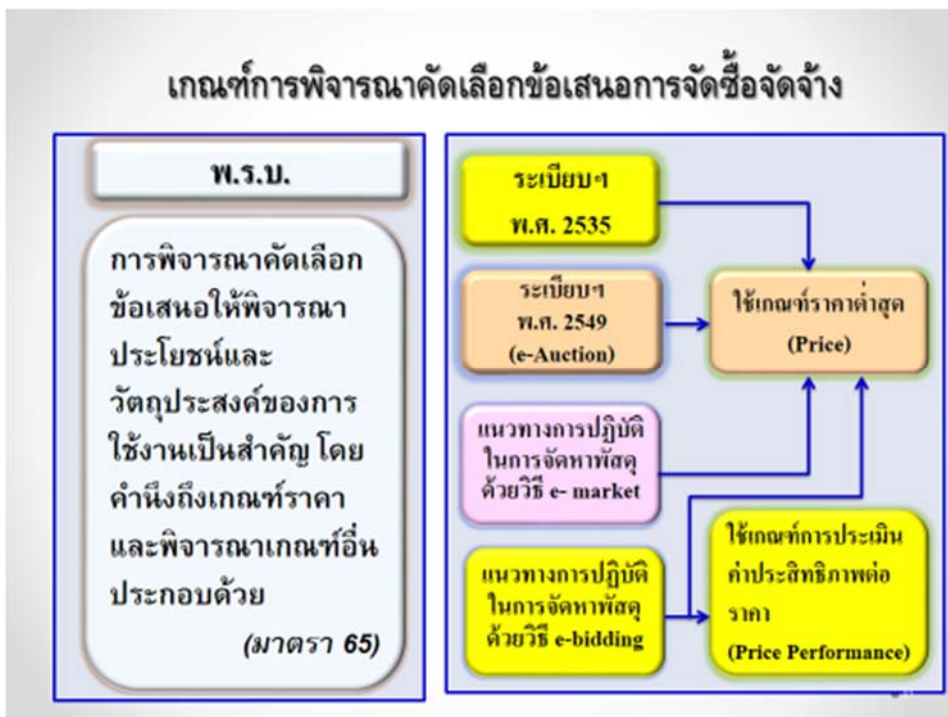 เกณฑ์การพิจารณาคัดเลือกข้อเสนอการจัดซื้อจัดจ้าง
พ.ร.บ.
การพิจารณาคัดเลือก
ข้อเสนอให้พิจารณา
ประโยชน์และ
วัตถุประสงค์ของการ
ใช้งานเป็นสำคัญ โดย
คำนึงถึงเกณฑ์ราคา
และพิจารณาเกณฑ์อื่น
ประกอบด้วย
(มาตรา 65)
ระเบียบฯ
พ.ศ. 2535
ระเบียบฯ
พ.ศ. 2549
(e-Auction)
แนวทางการปฏิบัติ
ในการจัดหาพัสดุ
ด้วยวิธี e- market
แนวทางการปฏิบัติ
ในการจัดหาพัสดุ
ด้วยวิธี e-bidding
ใช้เกณฑ์ราคาต่ำสุด
(Price)
ใช้เกณฑ์การประเมิน
ค่าประสิทธิภาพต่อ
ราคา
(Price Performance)